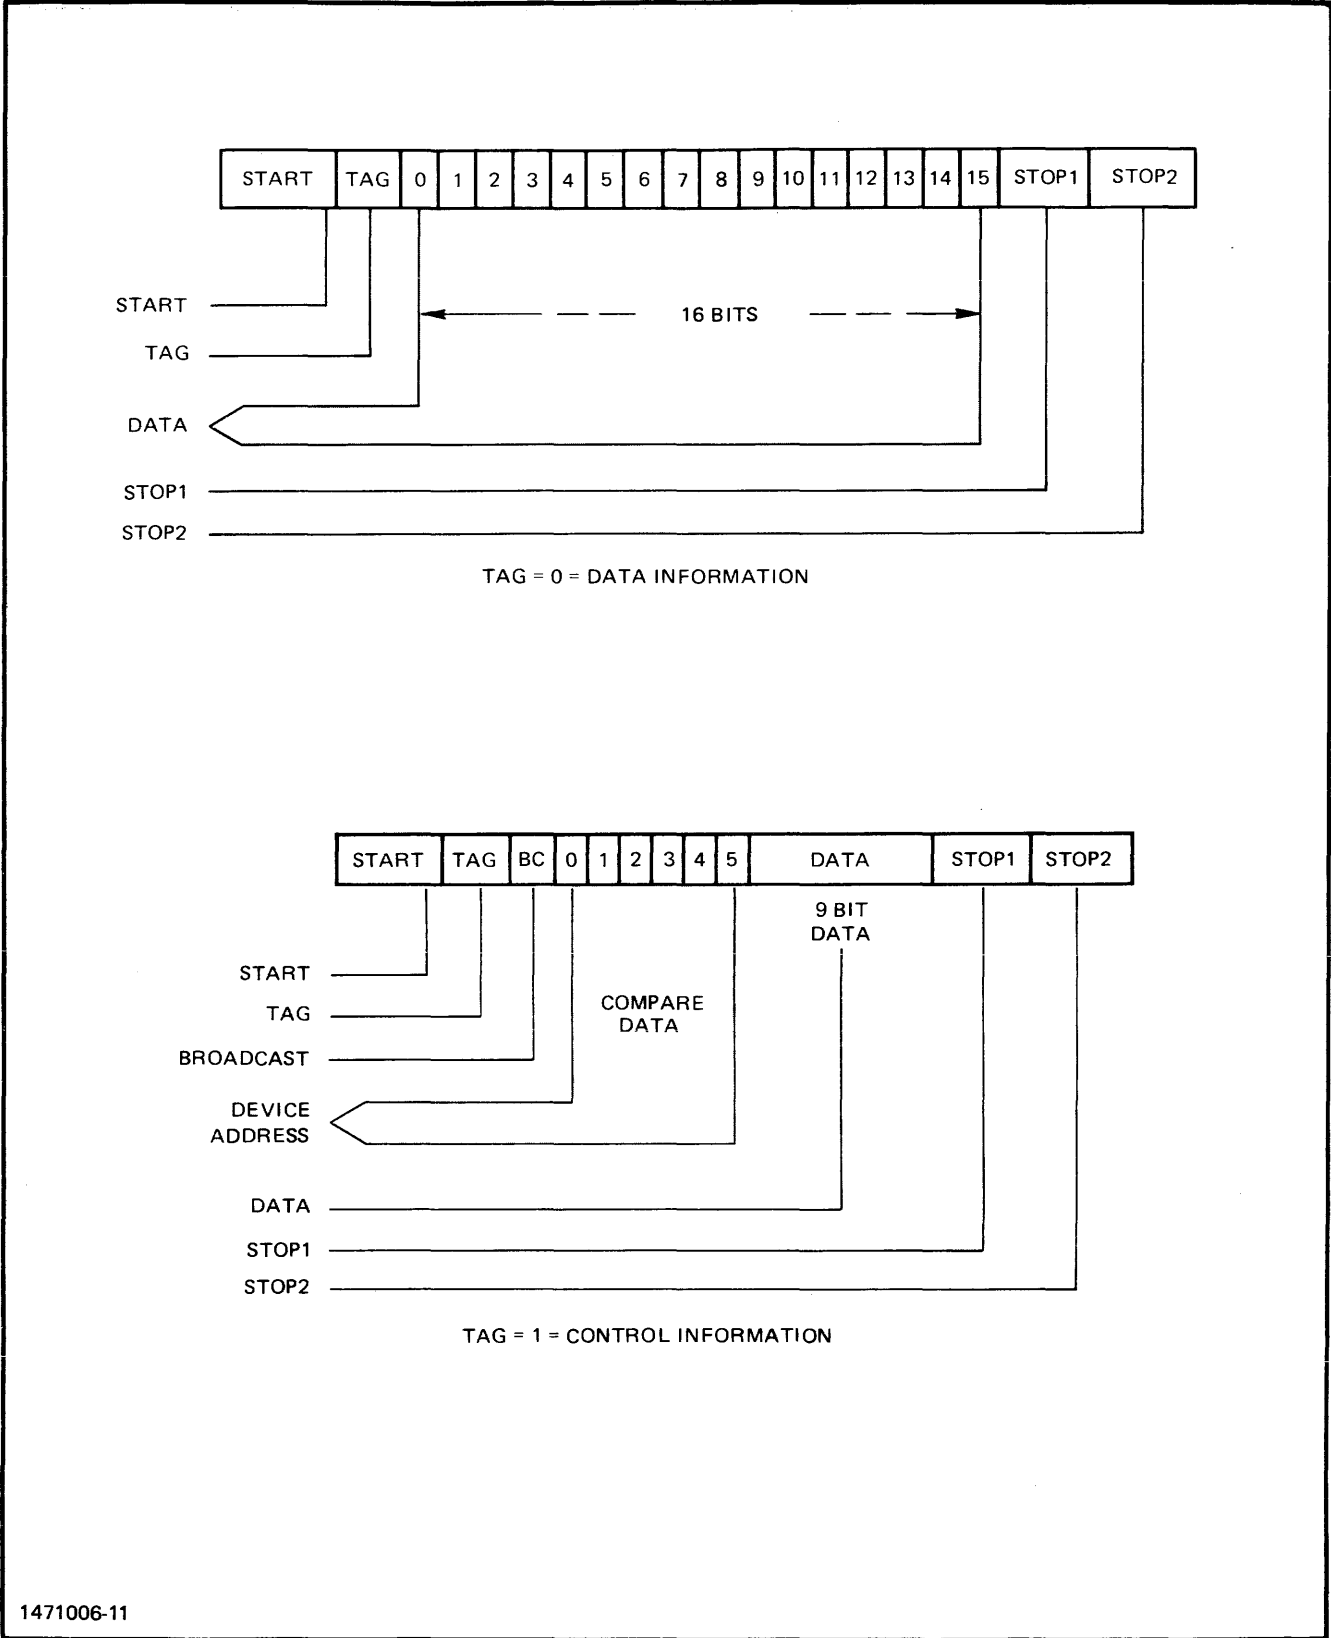 START TAG 0 1 2 3 4 5 6 7 8 9 10 11 12 13 14 15 STOP1 STOP2
START
16 BITS
TAG
DATA
STOP1
STOP2
TAG = 0 = DATA INFORMATION
START TAG BC 0 1 2 3 4 5 DATA STOP1 STOP2
9 BIT
DATA
START
COMPARE
DATA
TAG
BROADCAST
DEVICE
ADDRESS
DATA
STOP1
STOP2
TAG = 1 = CONTROL INFORMATION
1471006-11